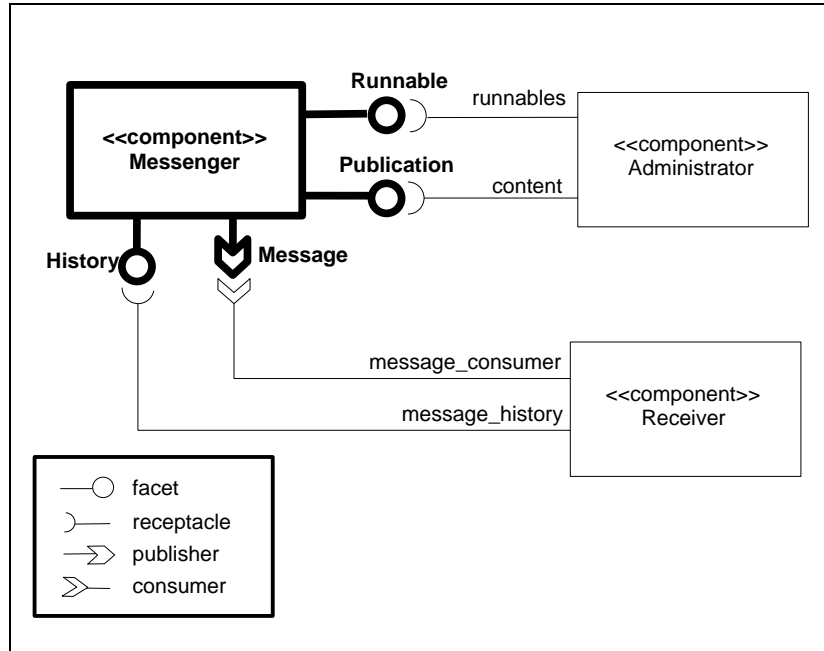 Runnable
runnables
<<component>>
Messenger
<<component>>
Administrator
Publication
content
History
Message
message_consumer
<<component>>
Receiver
message_history
facet
receptacle
publisher
consumer